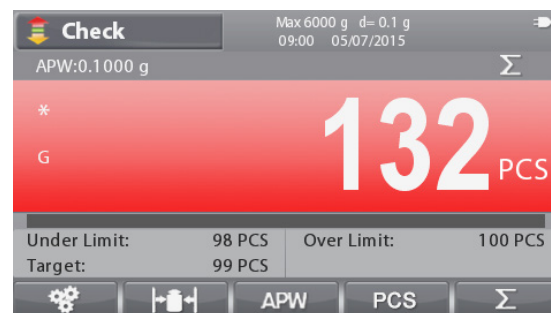 Check
Max 6000 g d= 0.1 g
09:00 05/07/2015
APW:0.1000 g
Σ
*
G
132 PCS
Under Limit: 98 PCS
Over Limit: 100 PCS
Target: 99 PCS
APW
PCS
Σ